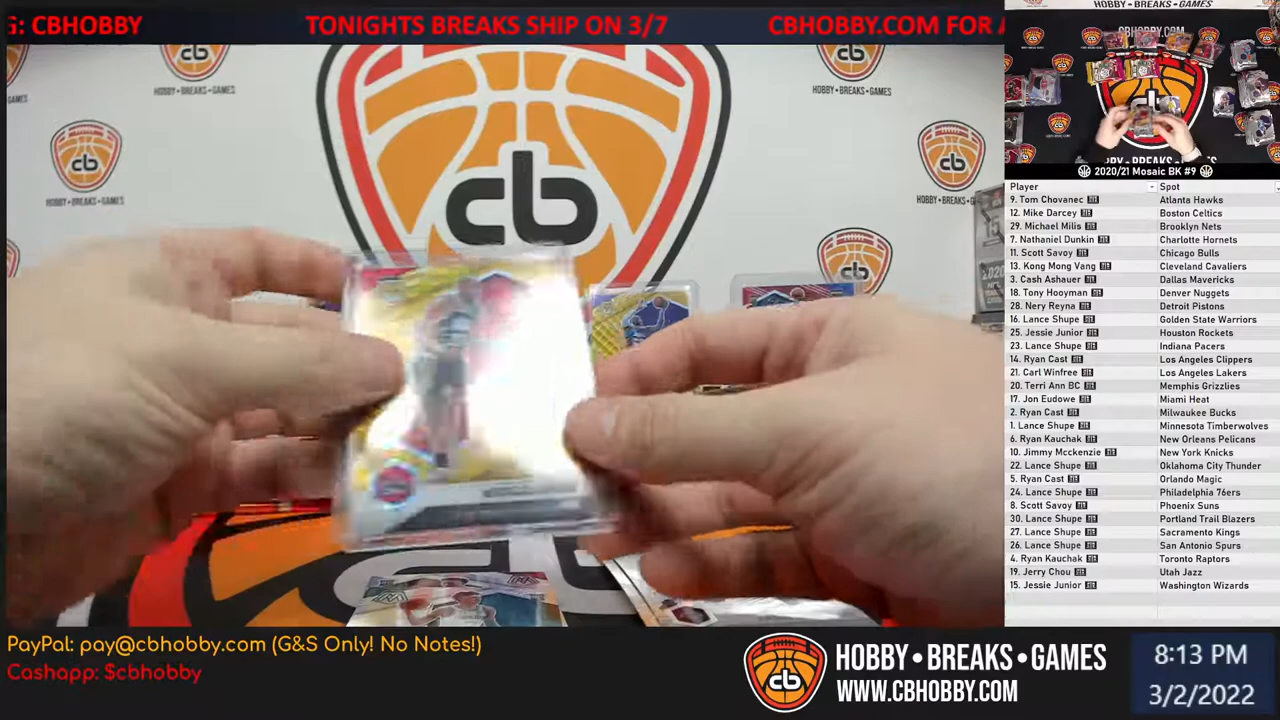 G: CBHOBBY TONIGHTS BREAKS SHIP ON 3/7 CBHOBBY.COM FOR
HOBBY•BREAKS•GAMES
HOBBY•BREAKS•GAMES
cb
cb
HOBBY•BREAKS•GAMES
CBHOBBY.COM
2020/21 Mosaic BK #9
Player Spot
9. Tom Chovanec Atlanta Hawks
12. Mike Darcey Boston Celtics
29. Michael Milis Brooklyn Nets
7. Nathaniel Dunkin Charlotte Hornets
11. Scott Savoy Chicago Bulls
13. Kong Mong Vang Cleveland Cavaliers
3. Cash Ashauer Dallas Mavericks
18. Tony Hooyman Denver Nuggets
28. Nery Reyna Detroit Pistons
16. Lance Shupe Golden State Warriors
25. Jessie Junior Houston Rockets
23. Lance Shupe Indiana Pacers
14. Ryan Cast Los Angeles Clippers
21. Carl Winfree Los Angeles Lakers
20. Terri Ann BC Memphis Grizzlies
17. Jon Eudowe Miami Heat
2. Ryan Cast Milwaukee Bucks
1. Lance Shupe Minnesota Timberwolves
6. Ryan Kauchak New Orleans Pelicans
10. Jimmy Mcckenzie New York Knicks
22. Lance Shupe Oklahoma City Thunder
5. Ryan Cast Orlando Magic
24. Lance Shupe Philadelphia 76ers
8. Scott Savoy Phoenix Suns
30. Lance Shupe Portland Trail Blazers
27. Lance Shupe Sacramento Kings
26. Lance Shupe San Antonio Spurs
4. Ryan Kauchak Toronto Raptors
19. Jerry Chou Utah Jazz
15. Jessie Junior Washington Wizards
PayPal: pay@cbhobby.com (G&S Only! No Notes!)
Cashapp: $cbhobby
cb
HOBBY•BREAKS•GAMES
WWW.CBHOBBY.COM
8:13 PM
3/2/2022